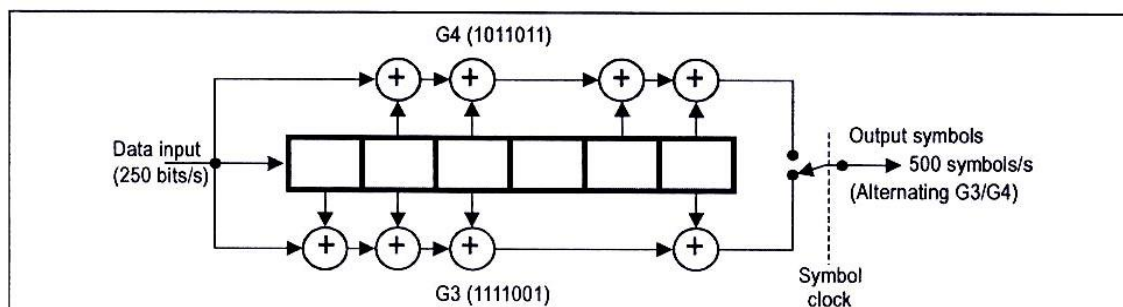 G4 (1011011)
+ + + +
Data input
(250 bits/s)
Output symbols
500 symbols/s
(Alternating G3/G4)
+ + + +
G3 (1111001)
Symbol
clock